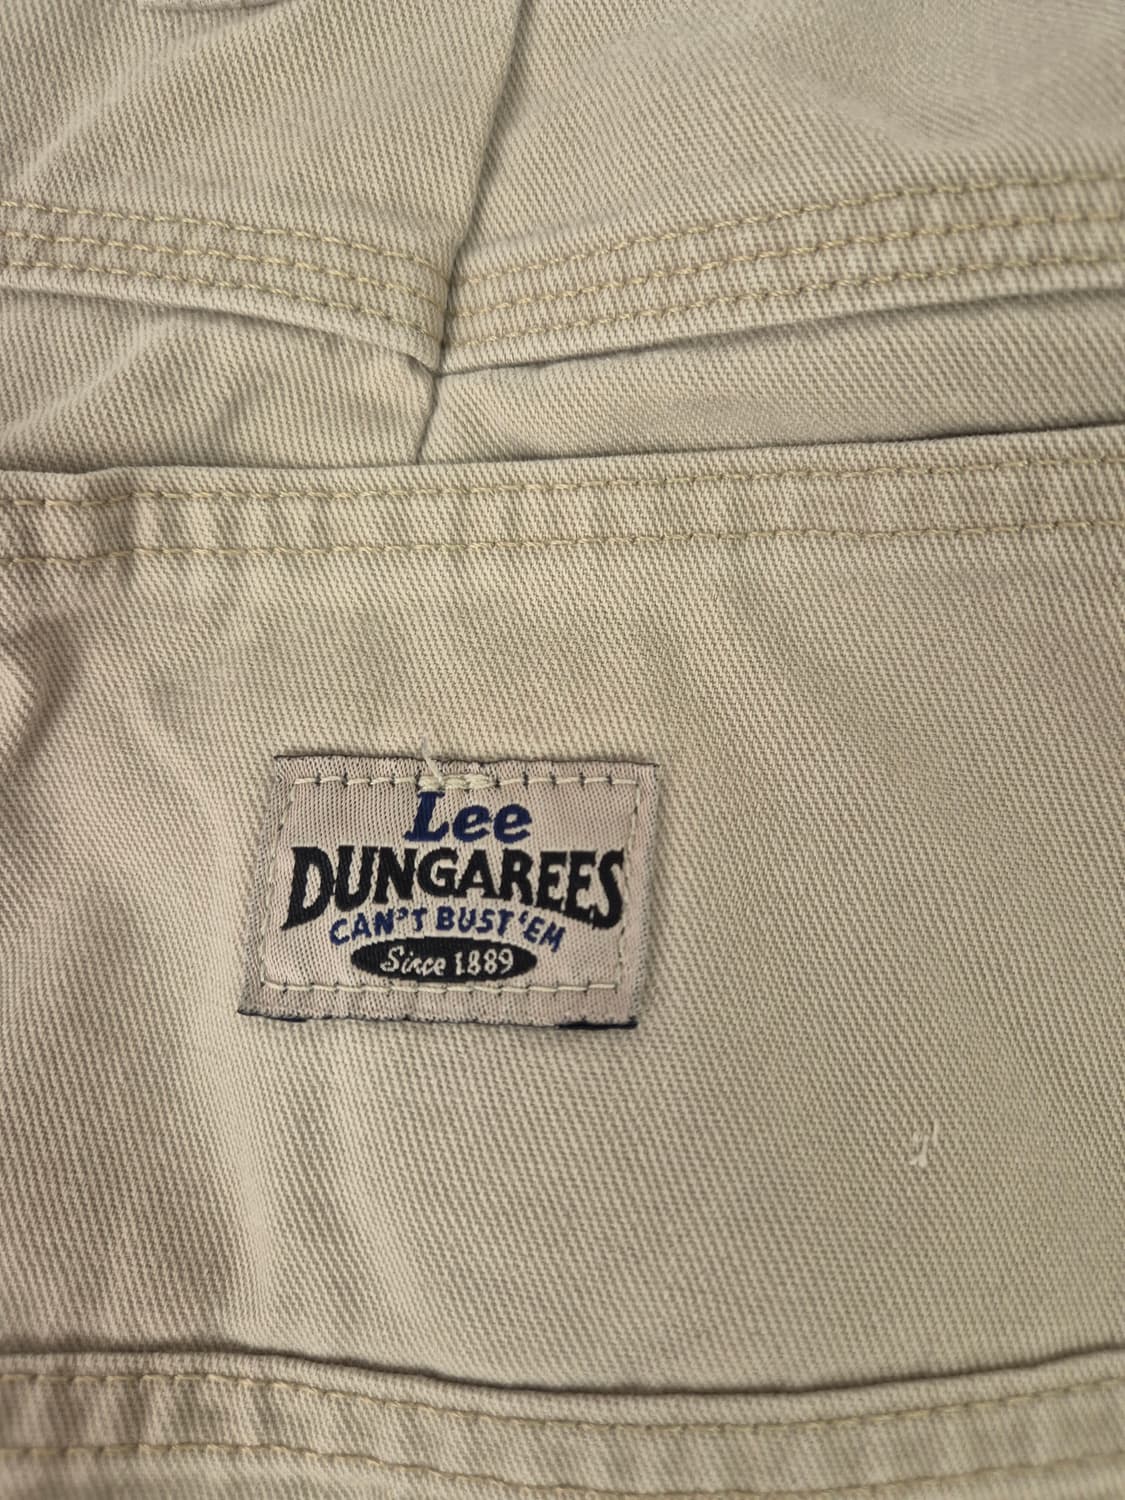 Lee
DUNGAREES
CAN'T BUST 'EM
Since 1889